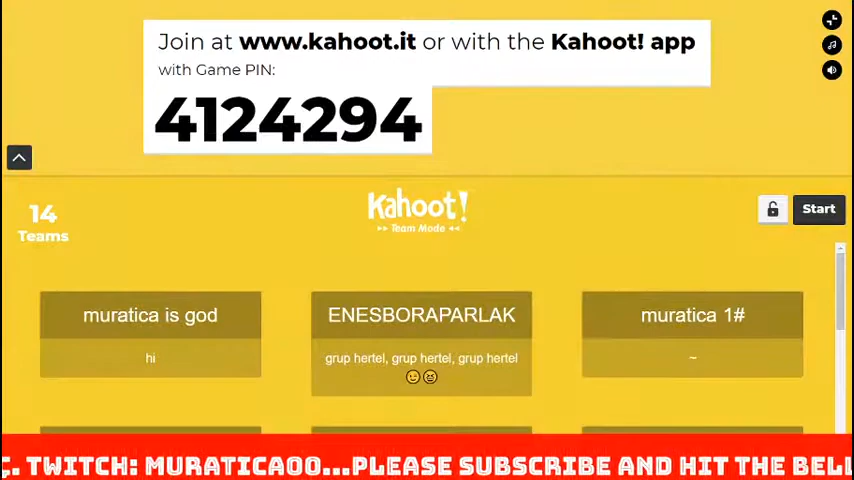 Join at www.kahoot.it or with the Kahoot! app
with Game PIN:
4124294
14
Teams
Kahoot!
Team Mode
Start
muratica is god
ENESBORAPARLAK
muratica 1#
hi
grup hertel, grup hertel, grup hertel
😉😆
~
. TWITCH: MURATICA00...PLEASE SUBSCRIBE AND HIT THE BELL